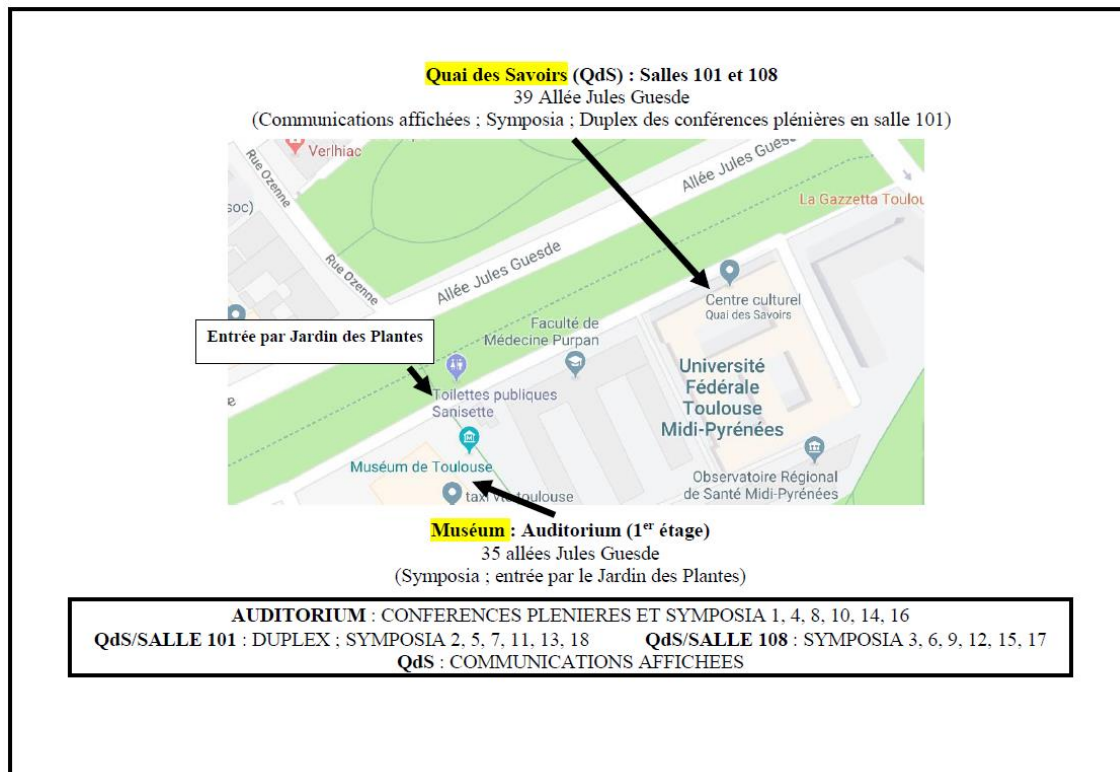 Quai des Savoirs (QdS) : Salles 101 et 108
39 Allée Jules Guesde
(Communications affichées ; Symposia ; Duplex des conférences plénières en salle 101)
Verlhiac
Rue Ozenne
Allée Jules Guesde
soc)
La Gazzetta Toulou
Rue Ozenne
Allée Jules Guesde
Centre culturel
Quai des Savoirs
Entrée par Jardin des Plantes
Faculté de
Médecine Purpan
Université
Fédérale
Toulouse
Midi-Pyrénées
Toilettes publiques
Sanisette
Muséum de Toulouse
Observatoire Régional
de Santé Midi-Pyrénées
taxi vtc toulouse
Muséum : Auditorium (1er étage)
35 allées Jules Guesde
(Symposia ; entrée par le Jardin des Plantes)
AUDITORIUM : CONFERENCES PLENIERES ET SYMPOSIA 1, 4, 8, 10, 14, 16
QdS/SALLE 101 : DUPLEX ; SYMPOSIA 2, 5, 7, 11, 13, 18 QdS/SALLE 108 : SYMPOSIA 3, 6, 9, 12, 15, 17
QdS : COMMUNICATIONS AFFICHEES